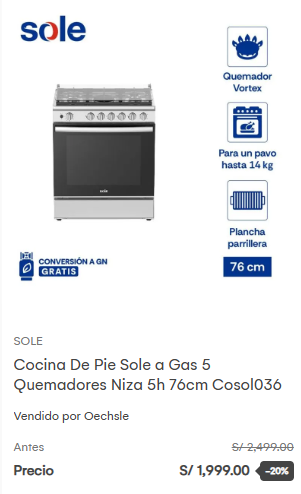 sole
Quemador
Vortex
Para un pavo
hasta 14 kg
sole
Plancha
parrillera
CONVERSIÓN A GN
GRATIS
76 cm
SOLE
Cocina De Pie Sole a Gas 5
Quemadores Niza 5h 76cm Cosol036
Vendido por Oechsle
Antes S/ 2,499.00
Precio S/ 1,999.00 -20%